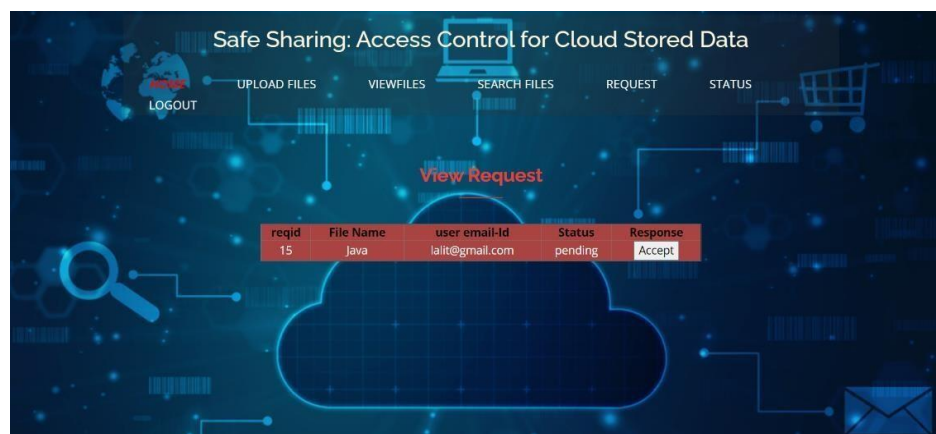 Safe Sharing: Access Control for Cloud Stored Data
HOME UPLOAD FILES VIEWFILES SEARCH FILES REQUEST STATUS
LOGOUT
View Request
reqid File Name user email-Id Status Response
15 Java lalit@gmail.com pending Accept